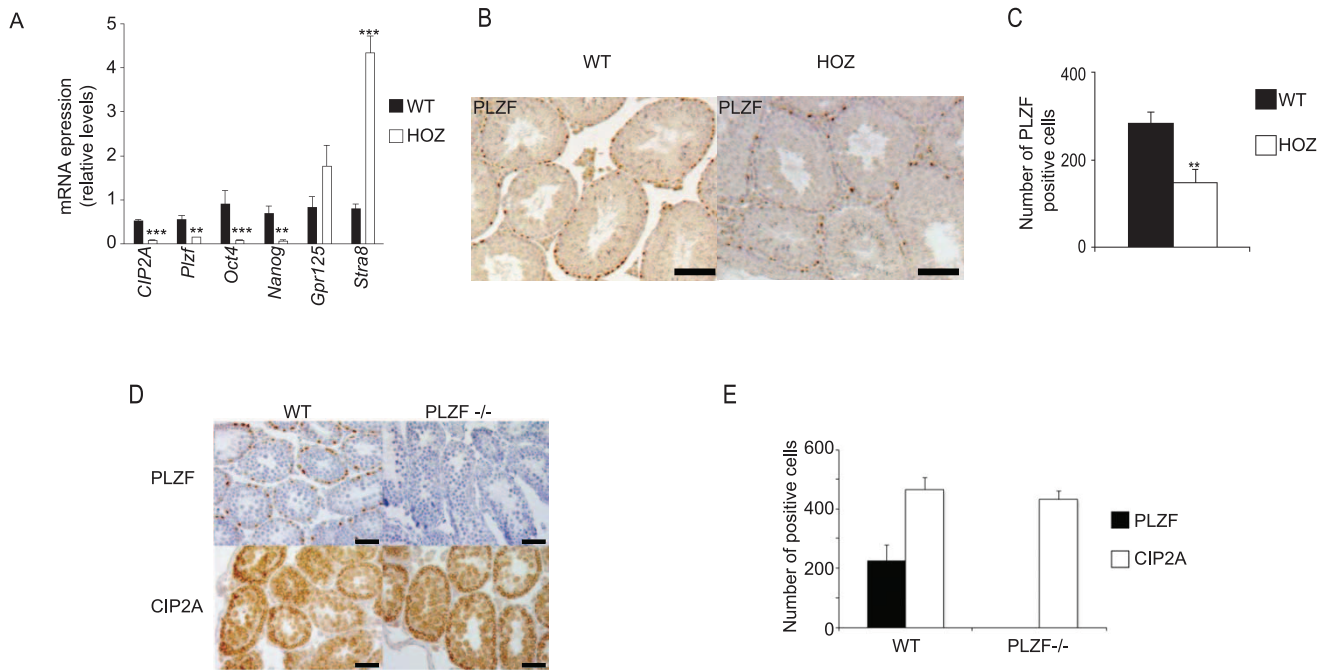 A
mRNA epression
(relative levels)
5
4
3
2
1
0
***
**
***
**
***
CIP2A
Plzf
Oct4
Nanog
Gpr125
Stra8
WT
HOZ
B
WT
HOZ
PLZF
PLZF
C
Number of PLZF
positive cells
400
200
0
**
WT
HOZ
D
WT
PLZF -/-
PLZF
CIP2A
E
Number of positive cells
600
400
200
0
WT
PLZF-/-
PLZF
CIP2A